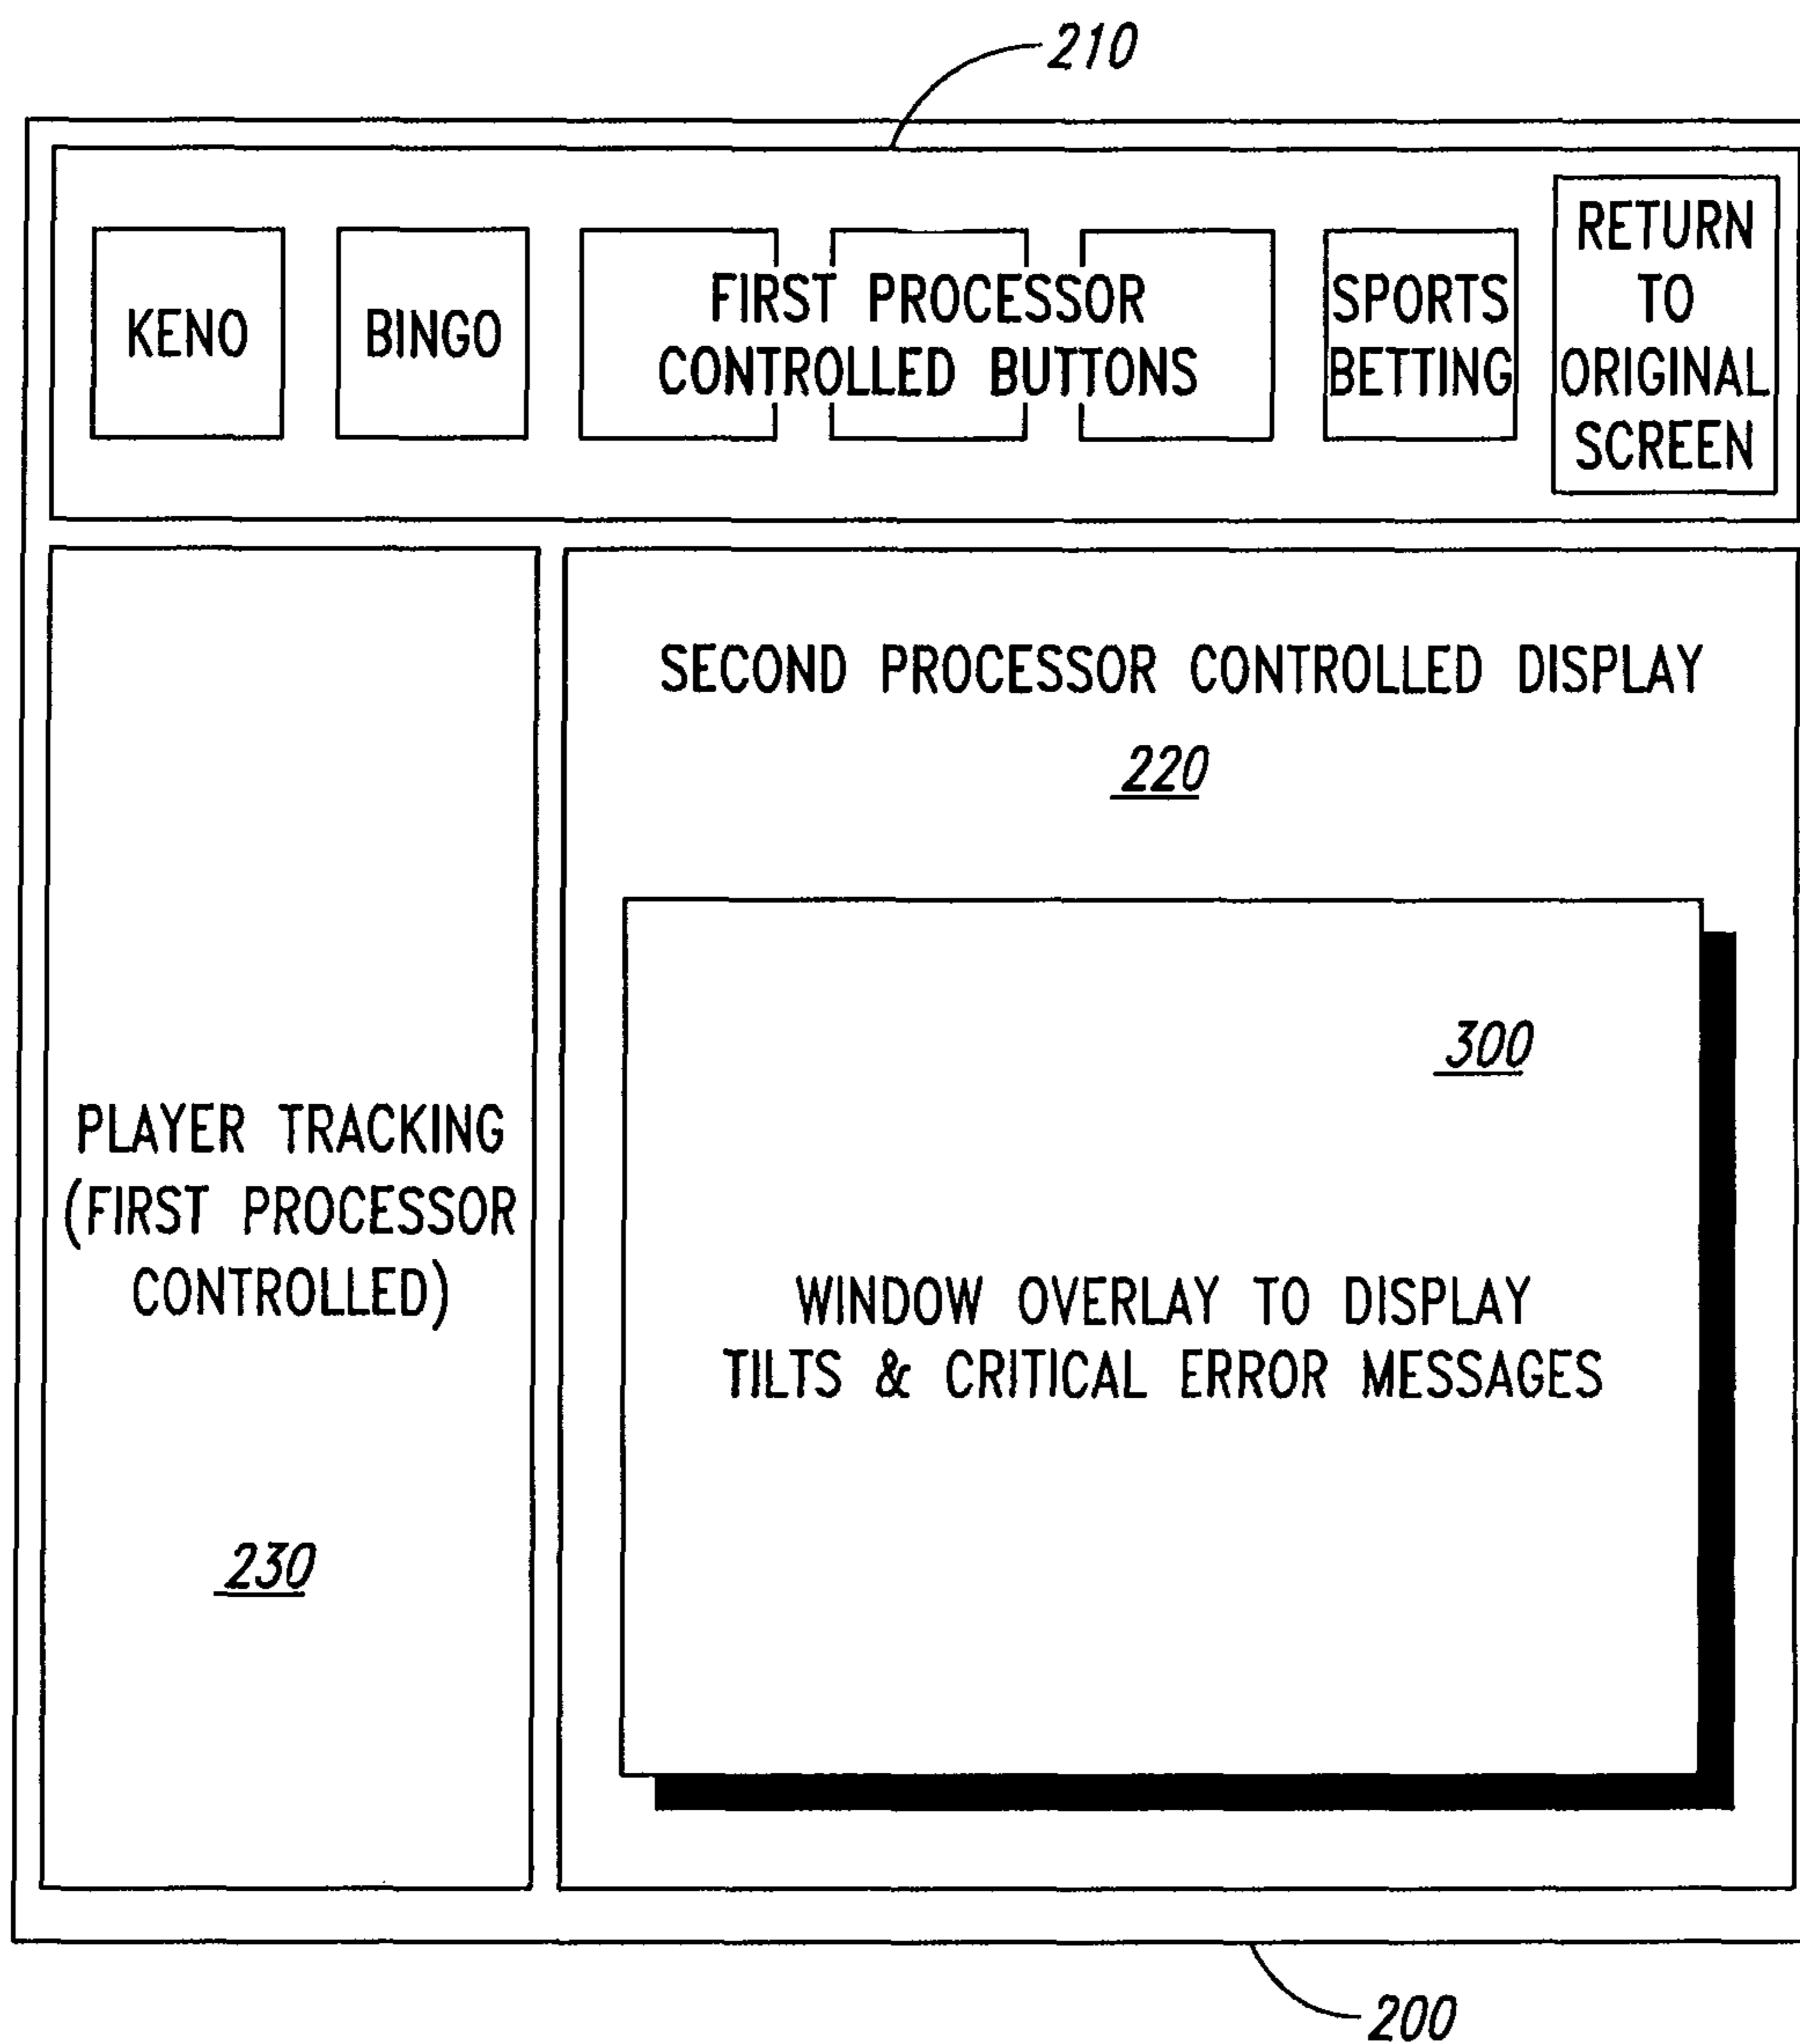 210
KENO
BINGO
FIRST PROCESSOR
CONTROLLED BUTTONS
SPORTS
BETTING
RETURN
TO
ORIGINAL
SCREEN
SECOND PROCESSOR CONTROLLED DISPLAY
220
300
WINDOW OVERLAY TO DISPLAY
TILTS & CRITICAL ERROR MESSAGES
PLAYER TRACKING
(FIRST PROCESSOR
CONTROLLED)
230
200